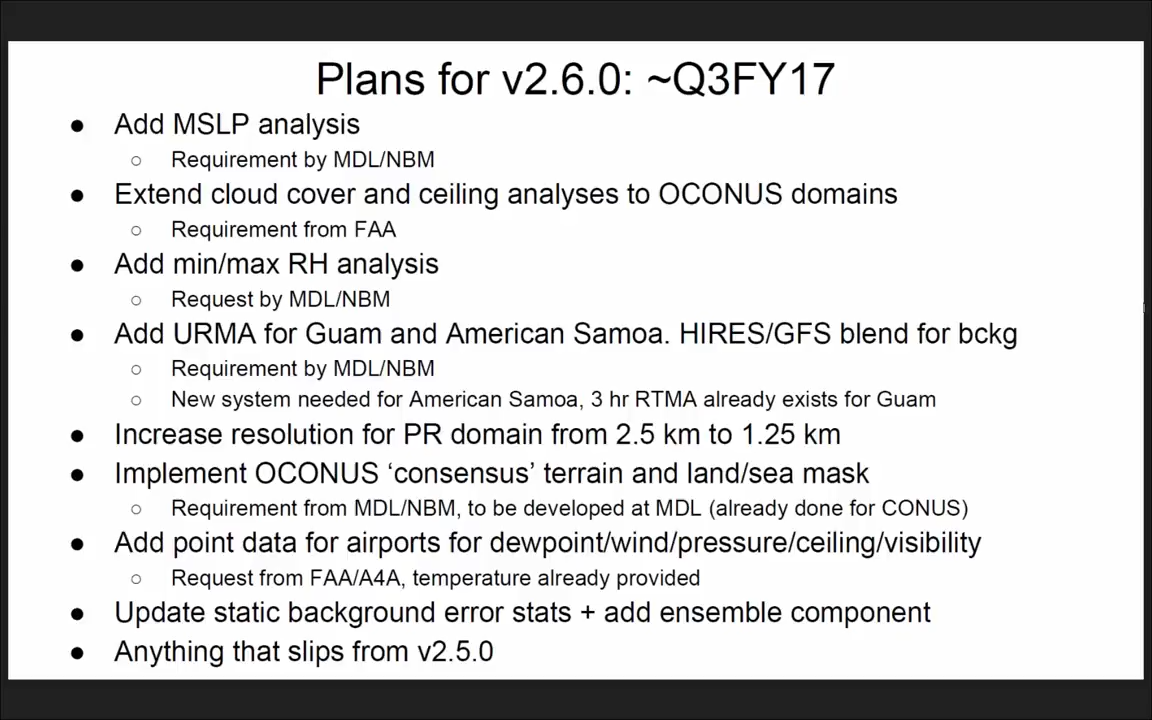 Plans for v2.6.0: ~Q3FY17
● Add MSLP analysis
○ Requirement by MDL/NBM
● Extend cloud cover and ceiling analyses to OCONUS domains
○ Requirement from FAA
● Add min/max RH analysis
○ Request by MDL/NBM
● Add URMA for Guam and American Samoa. HIRES/GFS blend for bckg
○ Requirement by MDL/NBM
○ New system needed for American Samoa, 3 hr RTMA already exists for Guam
● Increase resolution for PR domain from 2.5 km to 1.25 km
● Implement OCONUS ‘consensus’ terrain and land/sea mask
○ Requirement from MDL/NBM, to be developed at MDL (already done for CONUS)
● Add point data for airports for dewpoint/wind/pressure/ceiling/visibility
○ Request from FAA/A4A, temperature already provided
● Update static background error stats + add ensemble component
● Anything that slips from v2.5.0